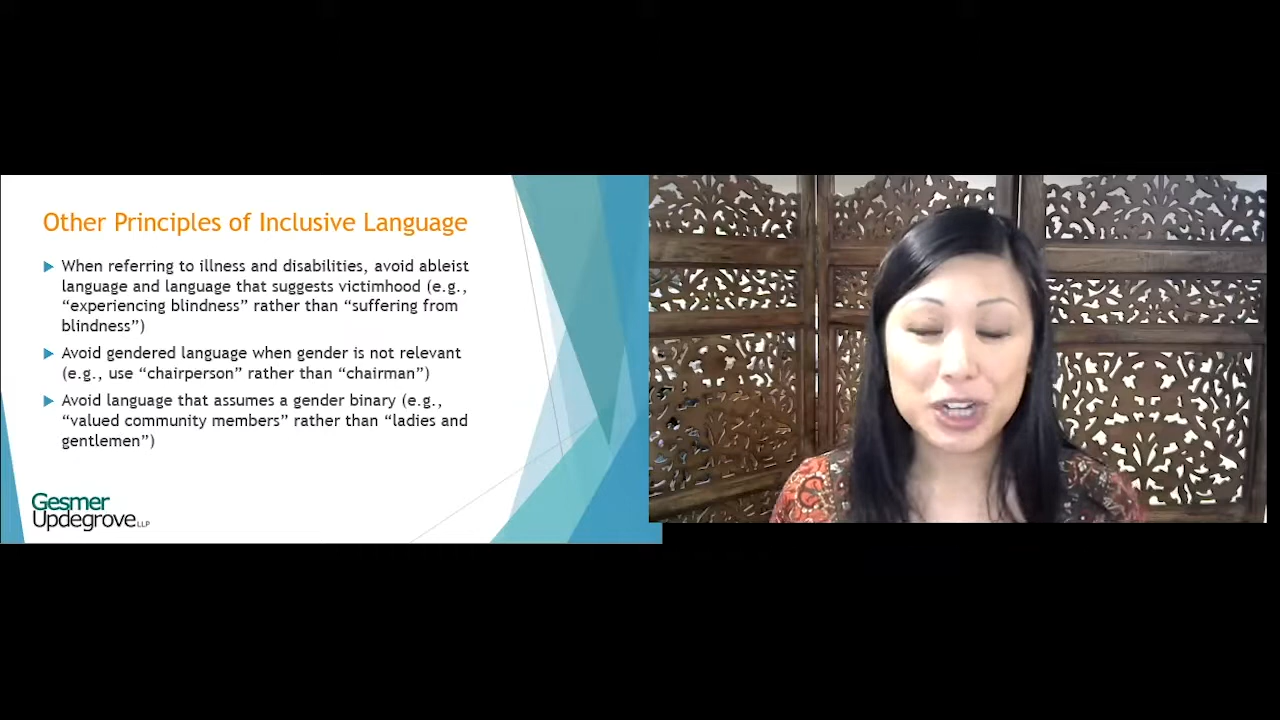 Other Principles of Inclusive Language
When referring to illness and disabilities, avoid ableist
language and language that suggests victimhood (e.g.,
“experiencing blindness” rather than “suffering from
blindness”)
Avoid gendered language when gender is not relevant
(e.g., use “chairperson” rather than “chairman”)
Avoid language that assumes a gender binary (e.g.,
“valued community members” rather than “ladies and
gentlemen”)
Gesmer
Updegrove LLP